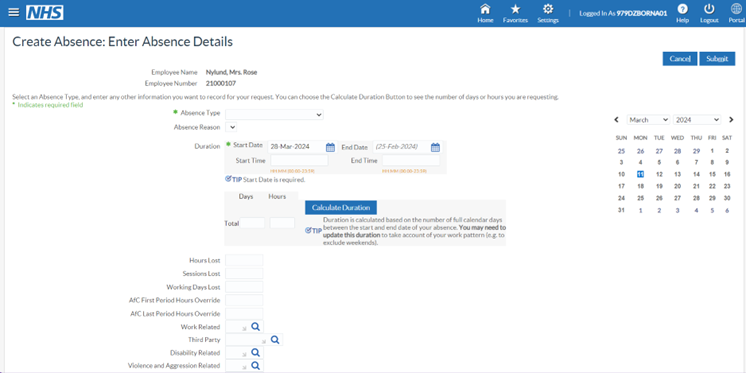 NHS
Home
Favorites
Settings
Logged In As 979DZBORNA01
Help
Logout
Portal
Create Absence: Enter Absence Details
Cancel
Submit
Employee Name Nylund, Mrs. Rose
Employee Number 21000107
Select an Absence Type, and enter any other information you want to record for your request. You can choose the Calculate Duration Button to see the number of days or hours you are requesting.
* Indicates required field
* Absence Type
Absence Reason
Duration * Start Date 28-Mar-2024 End Date (25-Feb-2024)
Start Time End Time
HH:MM (00:00-23:59) HH:MM (00:00-23:59)
TIP Start Date is required.
Days Hours
Total
Calculate Duration
TIP Duration is calculated based on the number of full calendar days
between the start and end date of your absence. You may need to
update this duration to take account of your work pattern (e.g. to
exclude weekends).
Hours Lost
Sessions Lost
Working Days Lost
AfC First Period Hours Override
AfC Last Period Hours Override
Work Related
Third Party
Disability Related
Violence and Aggression Related
March 2024
SUN MON TUE WED THU FRI SAT
25 26 27 28 29 1 2
3 4 5 6 7 8 9
10 11 12 13 14 15 16
17 18 19 20 21 22 23
24 25 26 27 28 29 30
31 1 2 3 4 5 6